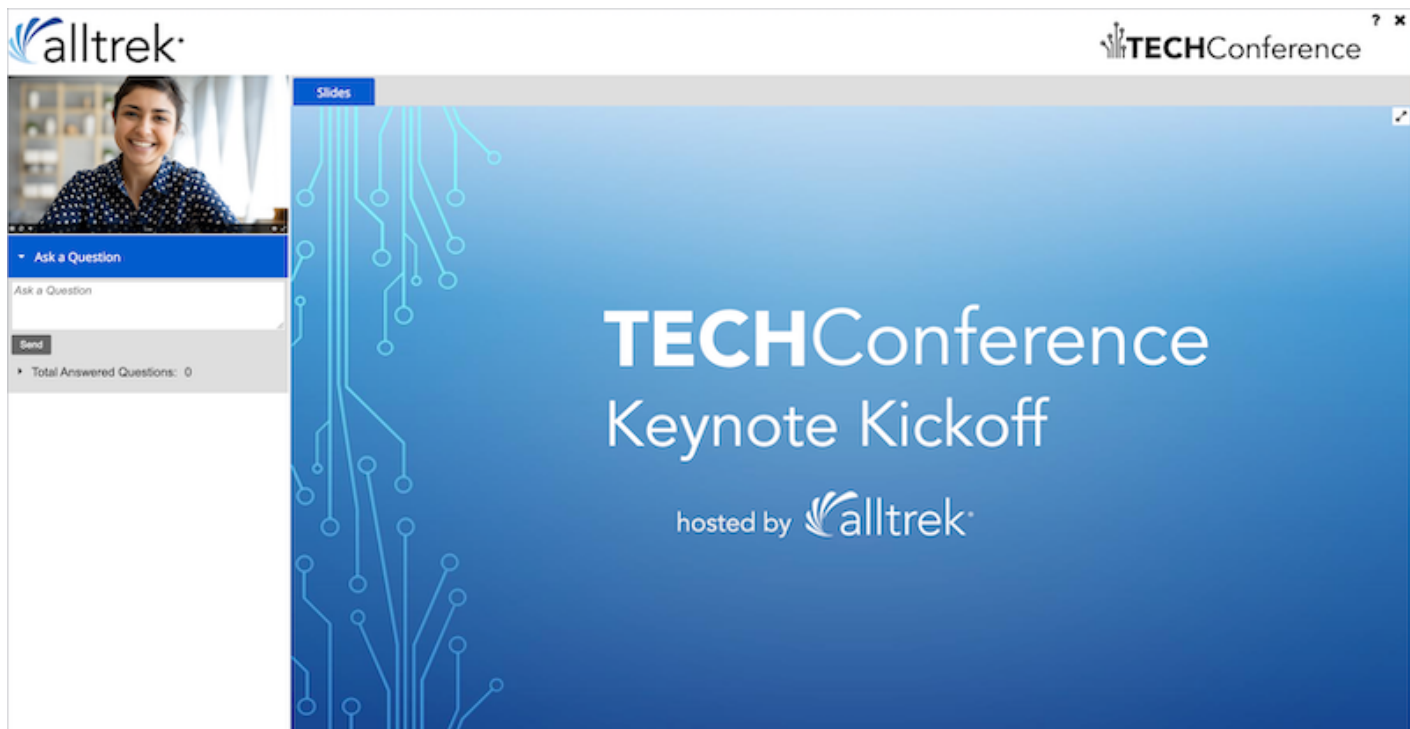 alltrek
TECHConference
? ×
Slides
Ask a Question
Ask a Question
Send
Total Answered Questions: 0
TECHConference
Keynote Kickoff
hosted by alltrek